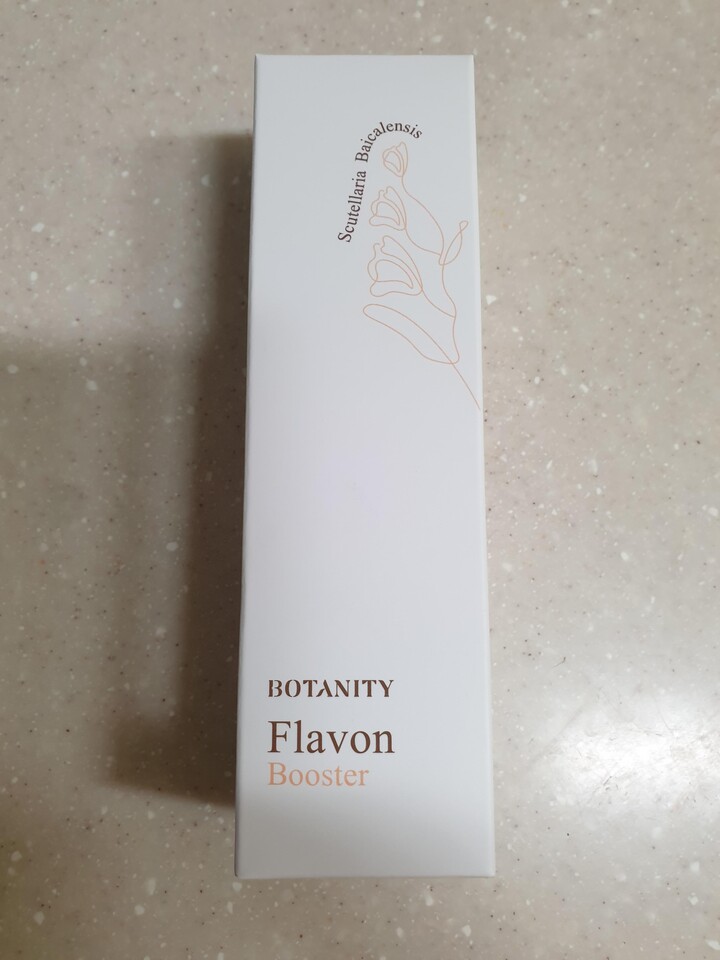 Scutellaria Baicalensis
BOTANITY
Flavon
Booster